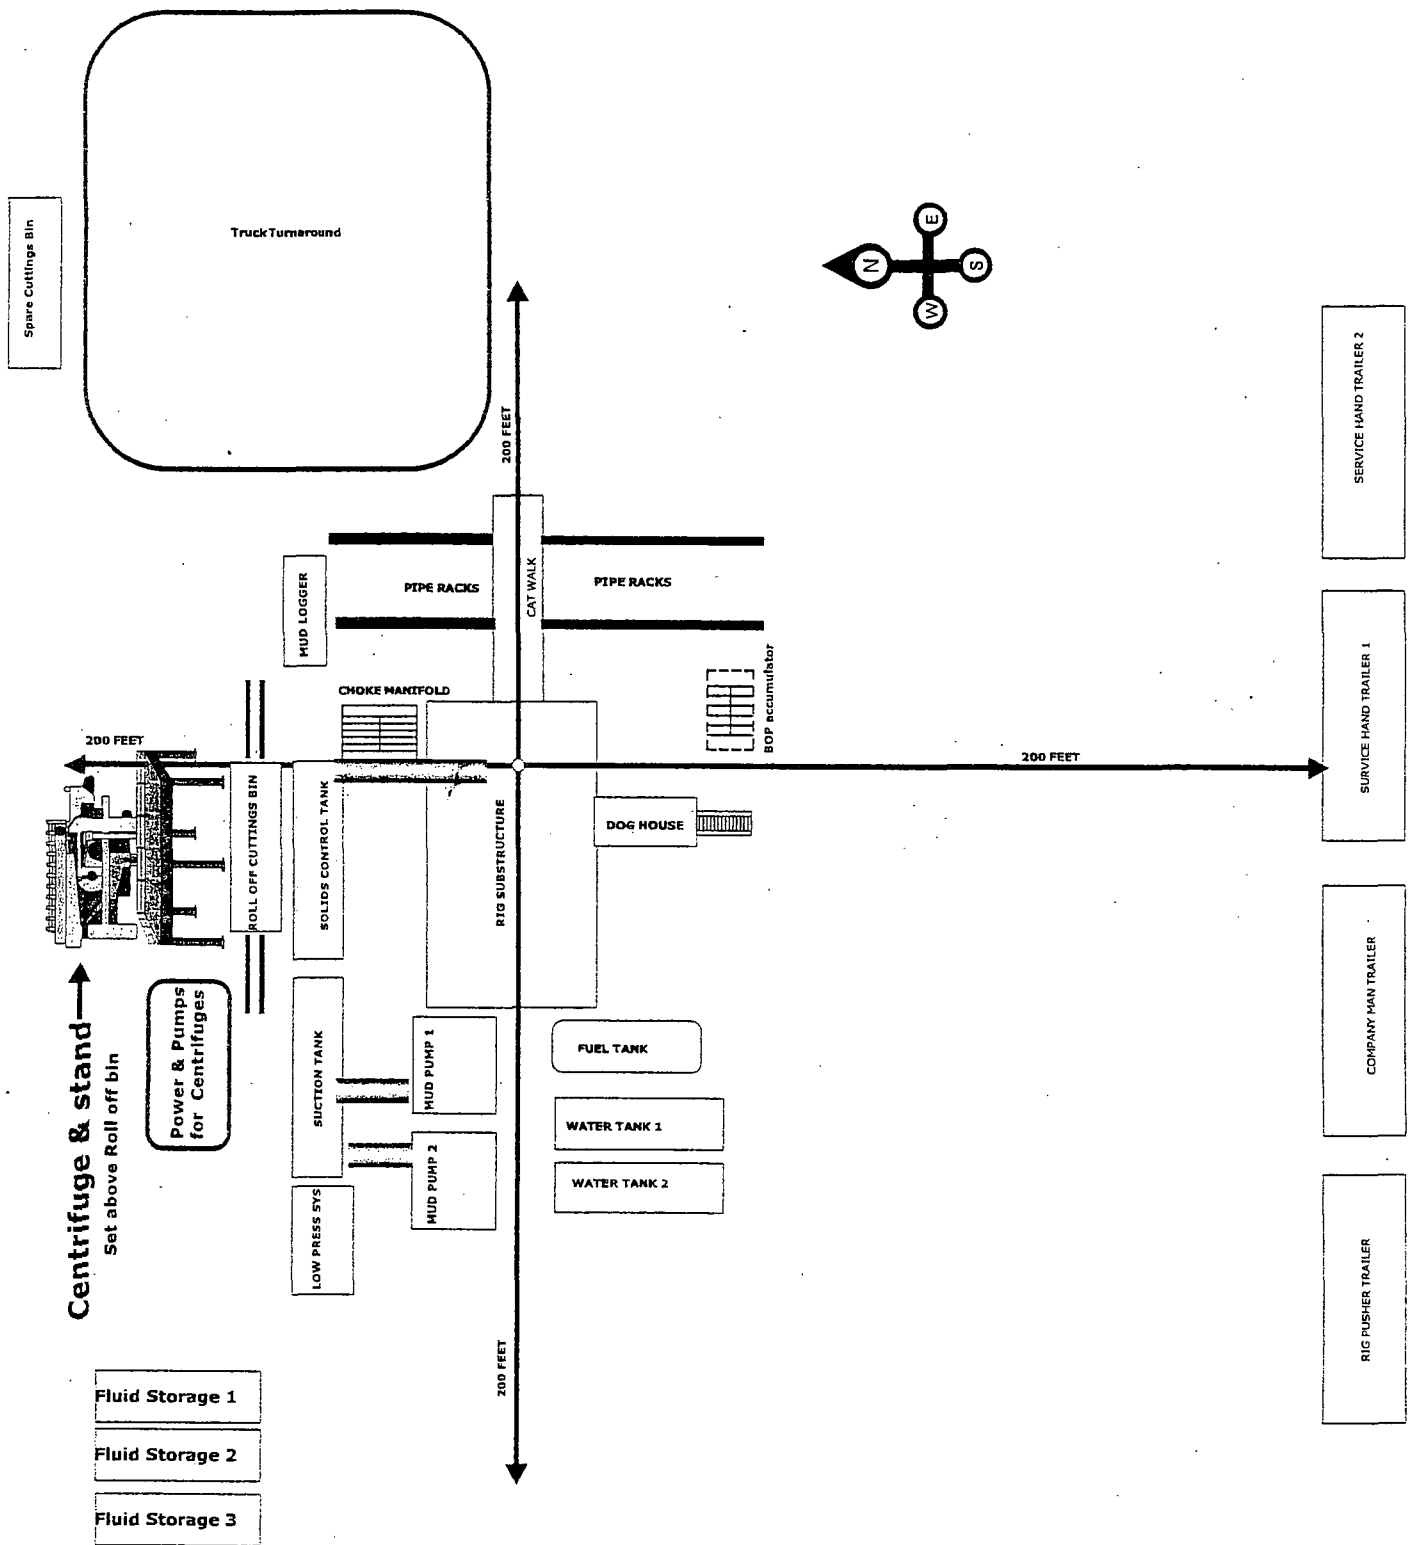 Spare Cuttings Bin
Truck Turnaround
N
E
S
W
200 FEET
SERVICE HAND TRAILER 2
MUD LOGGER
PIPE RACKS
CAT WALK
PIPE RACKS
SURVICE HAND TRAILER 1
CHOKE MANIFOLD
BOP accumulator
200 FEET
200 FEET
ROLL OFF CUTTINGS BIN
SOLIDS CONTROL TANK
RIG SUBSTRUCTURE
DOG HOUSE
COMPANY MAN TRAILER
Centrifuge & stand
Set above Roll off bin
Power & Pumps
for Centrifuges
SUCTION TANK
MUD PUMP 1
FUEL TANK
WATER TANK 1
MUD PUMP 2
WATER TANK 2
LOW PRESS SYS
RIG PUSHER TRAILER
200 FEET
Fluid Storage 1
Fluid Storage 2
Fluid Storage 3